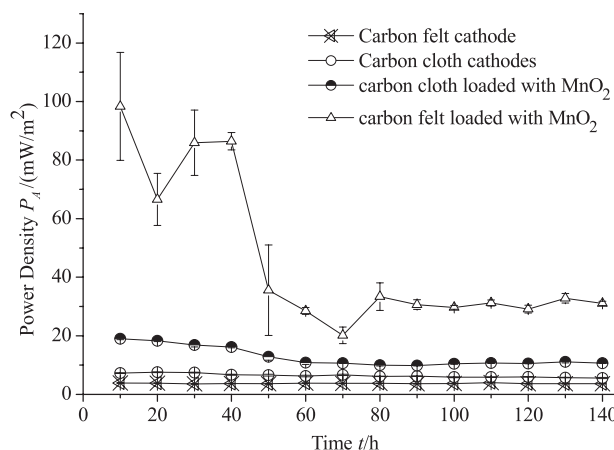 Carbon felt cathode
Carbon cloth cathodes
carbon cloth loaded with MnO₂
carbon felt loaded with MnO₂
Power Density P_A /(mW/m²)
120
100
80
60
40
20
0
0 20 40 60 80 100 120 140
Time t/h